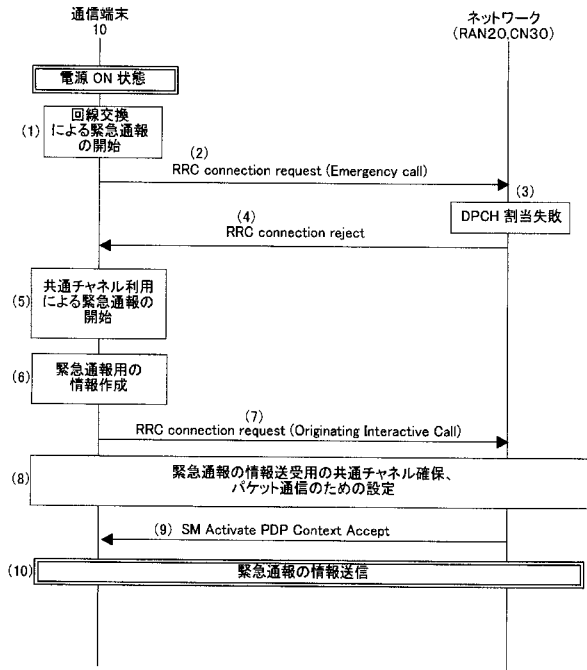 通信端末
10
ネットワーク
(RAN20,CN30)
電源 ON 状態
(1)
回線交換
による緊急通報
の開始
(2)
RRC connection request (Emergency call)
(3)
DPCH 割当失敗
(4)
RRC connection reject
(5)
共通チャネル利用
による緊急通報の
開始
(6)
緊急通報用の
情報作成
(7)
RRC connection request (Originating Interactive Call)
(8)
緊急通報の情報送受用の共通チャネル確保、
パケット通信のための設定
(9) SM Activate PDP Context Accept
(10)
緊急通報の情報送信